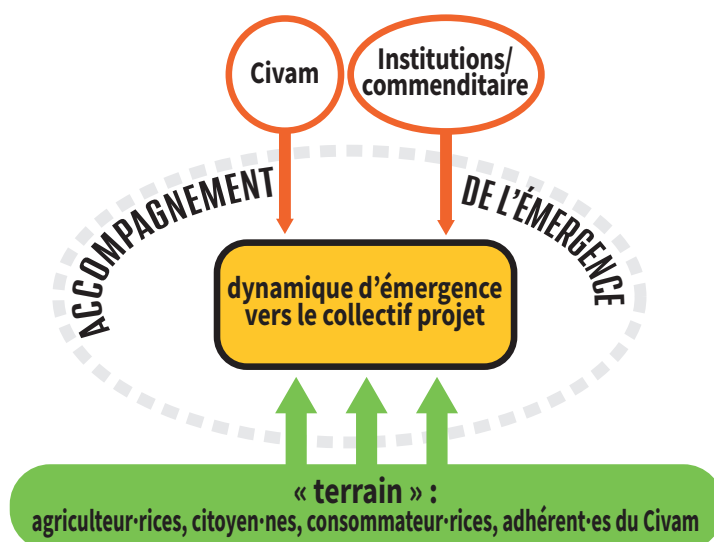 Civam
Institutions/
commenditaire
ACCOMPAGNEMENT
DE L'ÉMERGENCE
dynamique d'émergence
vers le collectif projet
« terrain » :
agriculteur·rices, citoyen·nes, consommateur·rices, adhérent·es du Civam